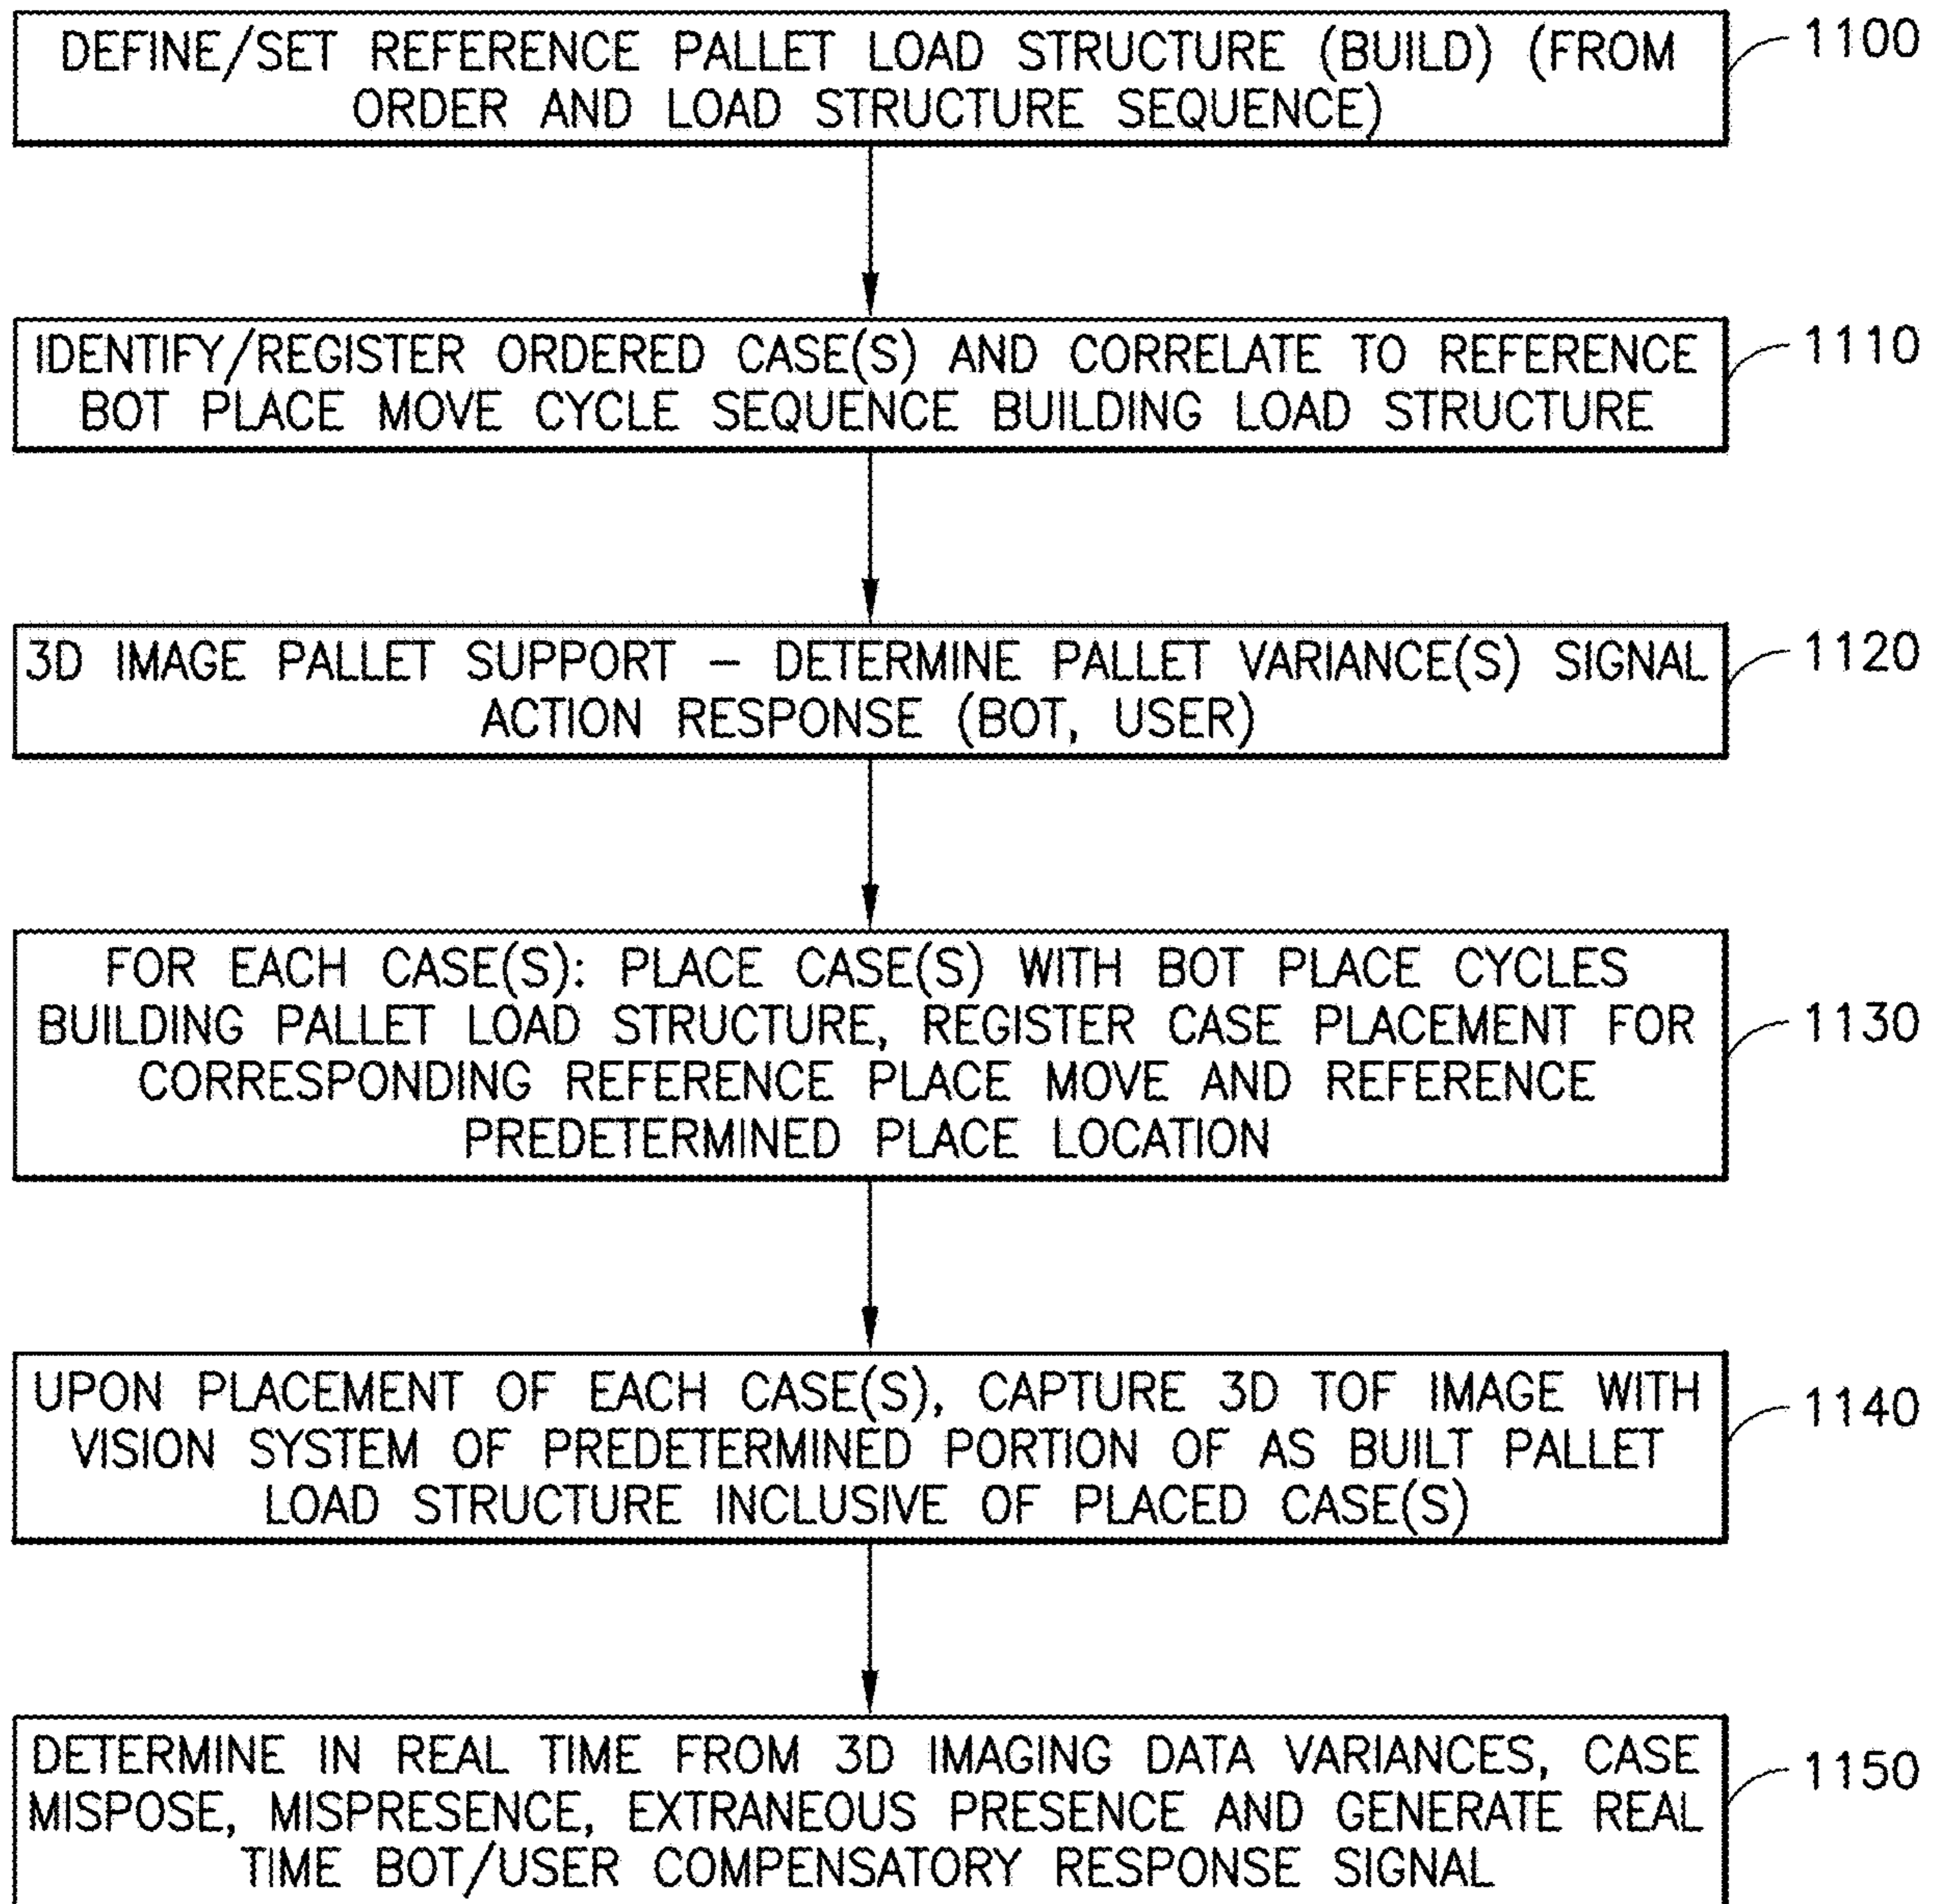 DEFINE/SET REFERENCE PALLET LOAD STRUCTURE (BUILD) (FROM
ORDER AND LOAD STRUCTURE SEQUENCE)
1100
IDENTIFY/REGISTER ORDERED CASE(S) AND CORRELATE TO REFERENCE
BOT PLACE MOVE CYCLE SEQUENCE BUILDING LOAD STRUCTURE
1110
3D IMAGE PALLET SUPPORT – DETERMINE PALLET VARIANCE(S) SIGNAL
ACTION RESPONSE (BOT, USER)
1120
FOR EACH CASE(S): PLACE CASE(S) WITH BOT PLACE CYCLES
BUILDING PALLET LOAD STRUCTURE, REGISTER CASE PLACEMENT FOR
CORRESPONDING REFERENCE PLACE MOVE AND REFERENCE
PREDETERMINED PLACE LOCATION
1130
UPON PLACEMENT OF EACH CASE(S), CAPTURE 3D TOF IMAGE WITH
VISION SYSTEM OF PREDETERMINED PORTION OF AS BUILT PALLET
LOAD STRUCTURE INCLUSIVE OF PLACED CASE(S)
1140
DETERMINE IN REAL TIME FROM 3D IMAGING DATA VARIANCES, CASE
MISPOSE, MISPRESENCE, EXTRANEOUS PRESENCE AND GENERATE REAL
TIME BOT/USER COMPENSATORY RESPONSE SIGNAL
1150